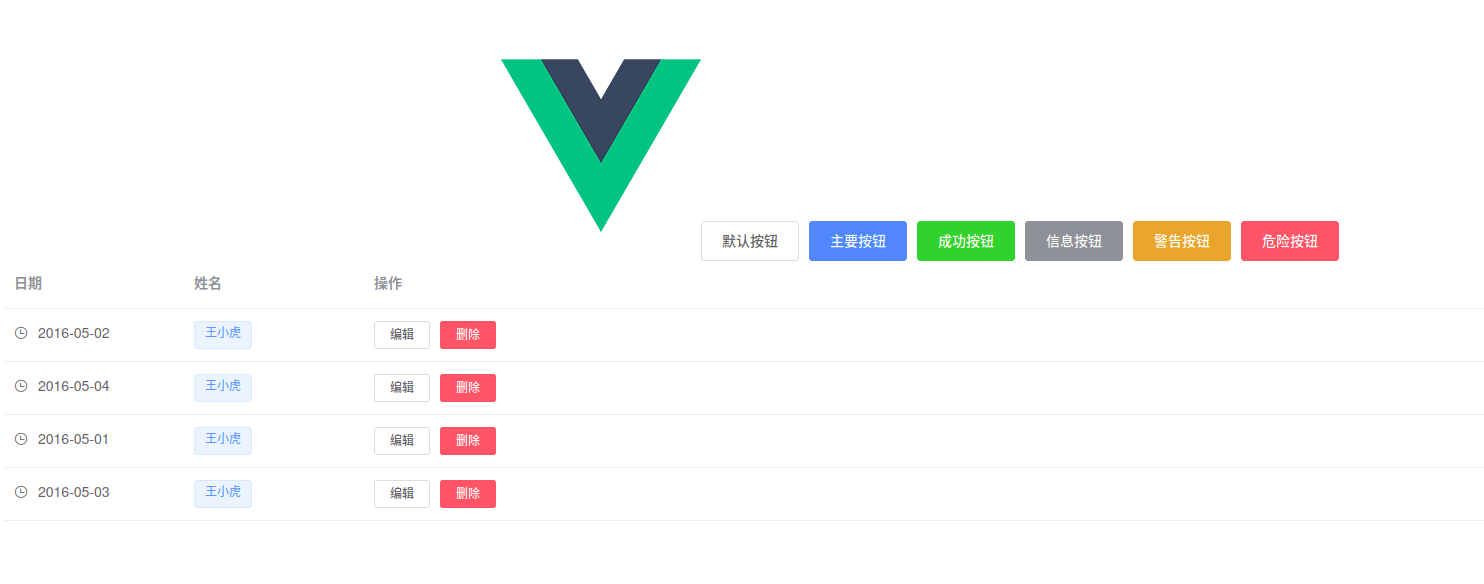 默认按钮 主要按钮 成功按钮 信息按钮 警告按钮 危险按钮
日期 姓名 操作
2016-05-02 王小虎 编辑 删除
2016-05-04 王小虎 编辑 删除
2016-05-01 王小虎 编辑 删除
2016-05-03 王小虎 编辑 删除